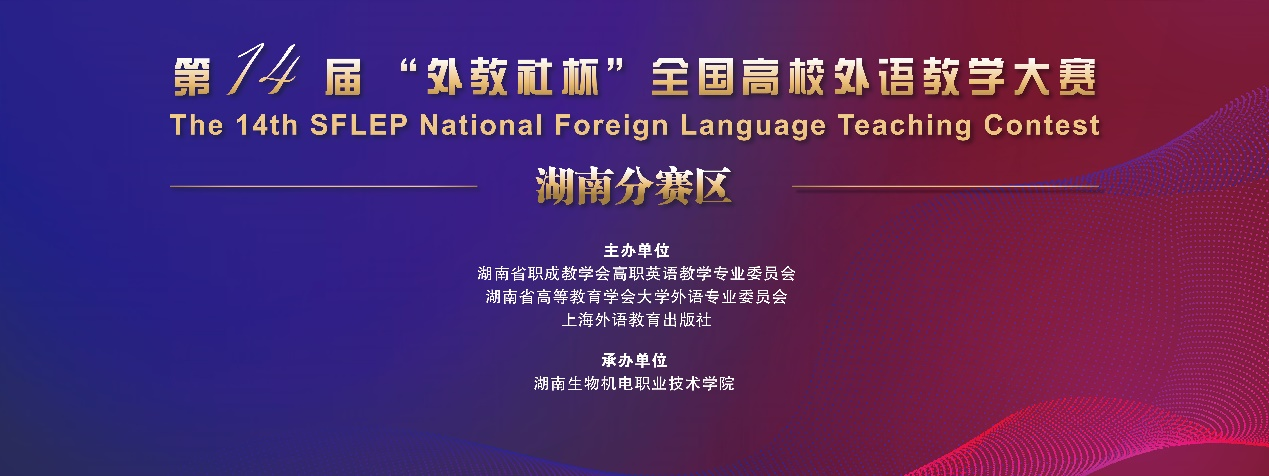 第14届 “外教社杯” 全国高校外语教学大赛
The 14th SFLEP National Foreign Language Teaching Contest
湖南分赛区
主办单位
湖南省职成教学会高职英语教学专业委员会
湖南省高等教育学会大学外语专业委员会
上海外语教育出版社
承办单位
湖南生物机电职业技术学院